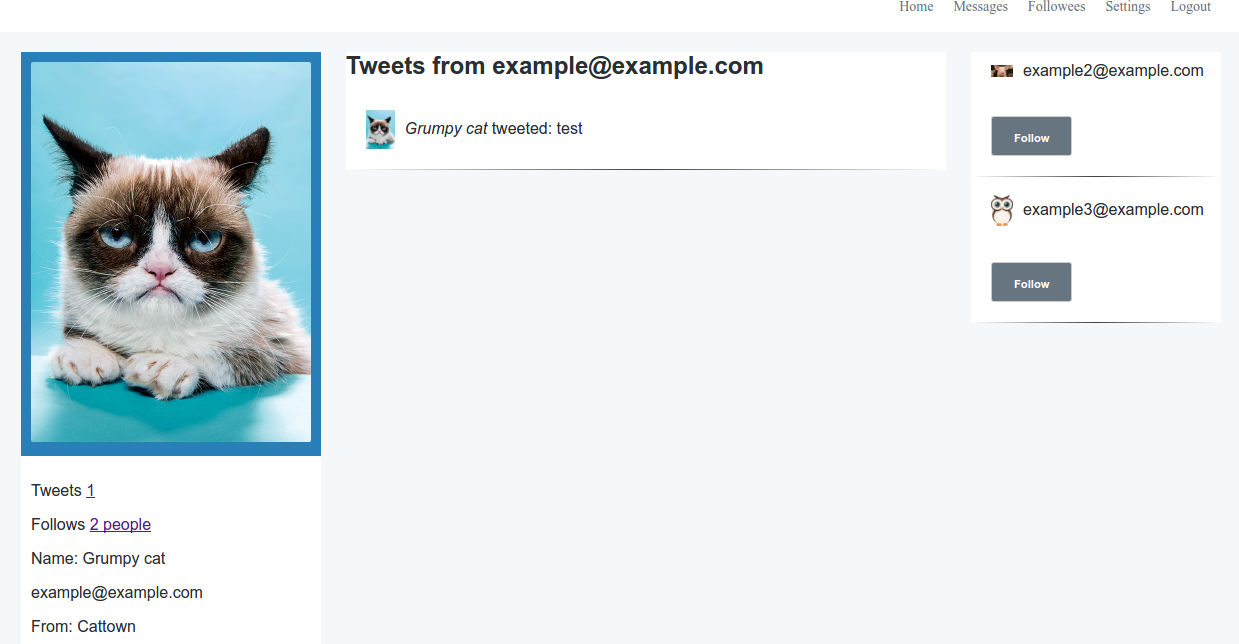 Home Messages Followees Settings Logout
Tweets from example@example.com
Grumpy cat tweeted: test
example2@example.com
Follow
example3@example.com
Follow
Tweets 1
Follows 2 people
Name: Grumpy cat
example@example.com
From: Cattown